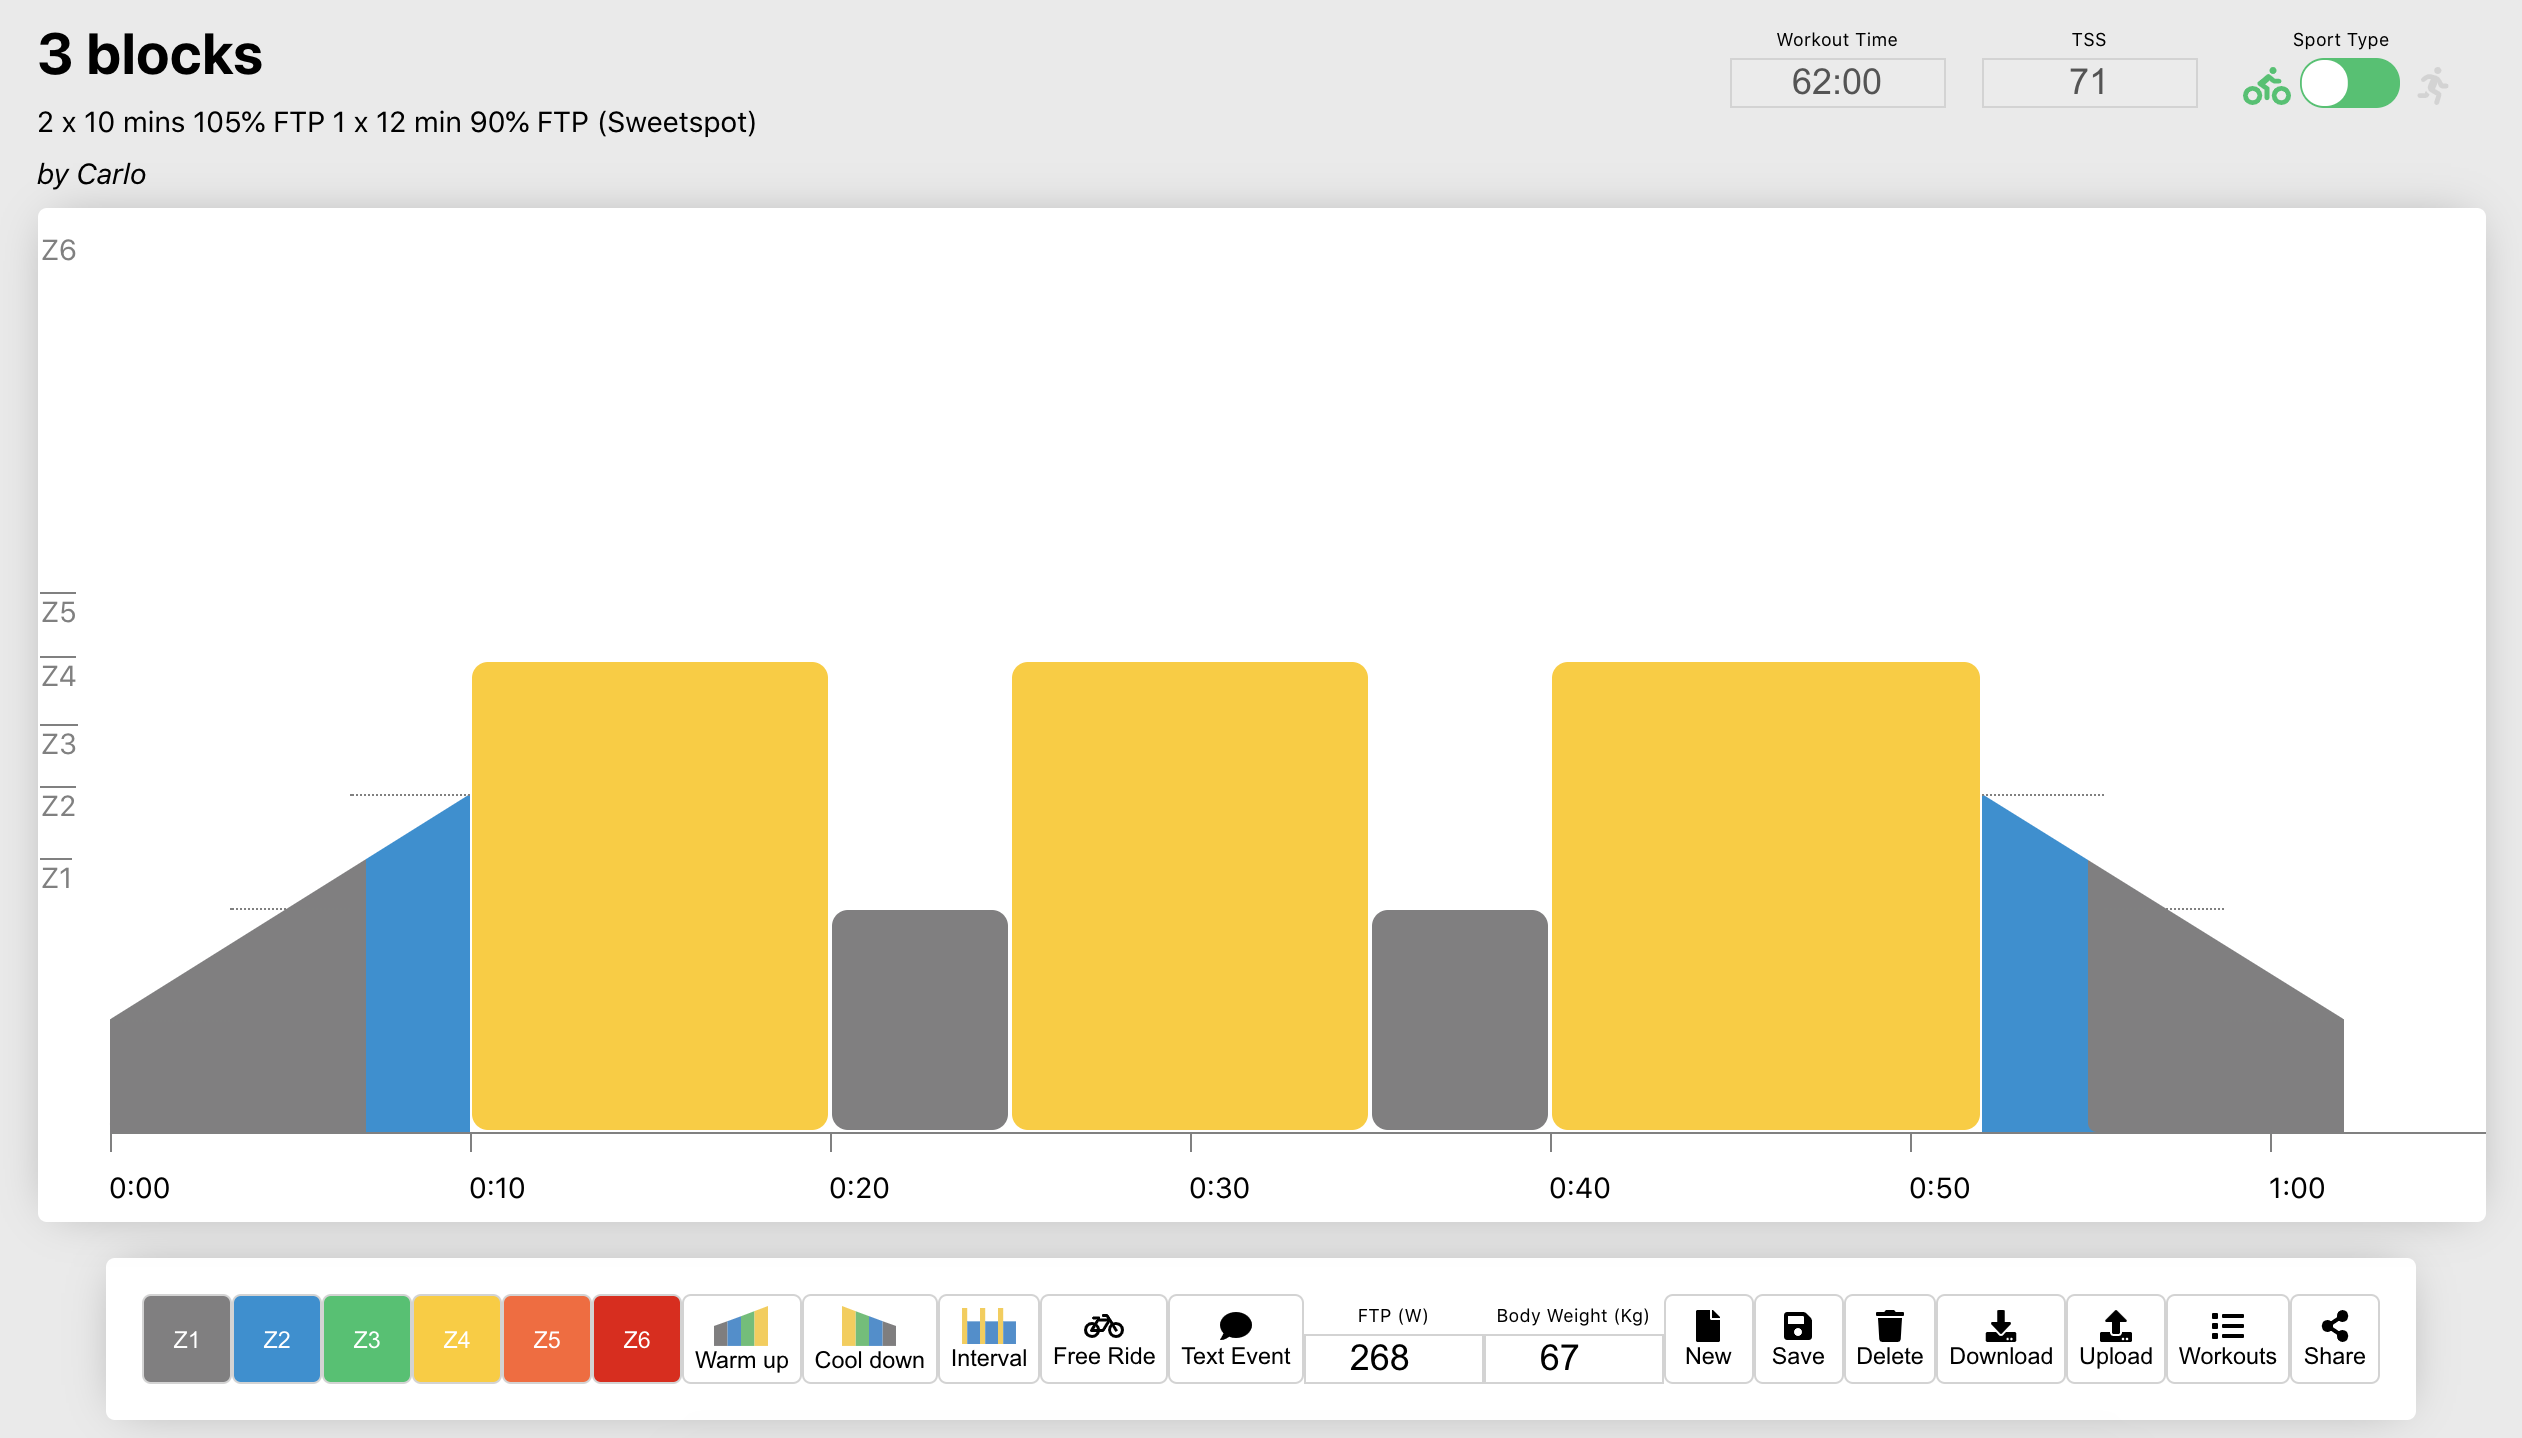 3 blocks
2 x 10 mins 105% FTP 1 x 12 min 90% FTP (Sweetspot)
by Carlo
Workout Time
62:00
TSS
71
Sport Type
Z6
Z5
Z4
Z3
Z2
Z1
0:00 0:10 0:20 0:30 0:40 0:50 1:00
Z1 Z2 Z3 Z4 Z5 Z6 Warm up Cool down Interval Free Ride Text Event
FTP (W)
268
Body Weight (Kg)
67
New Save Delete Download Upload Workouts Share